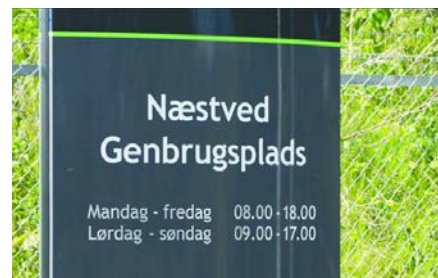 Næstved
Genbrugsplads
Mandag - fredag 08.00 - 18.00
Lørdag - søndag 09.00 - 17.00